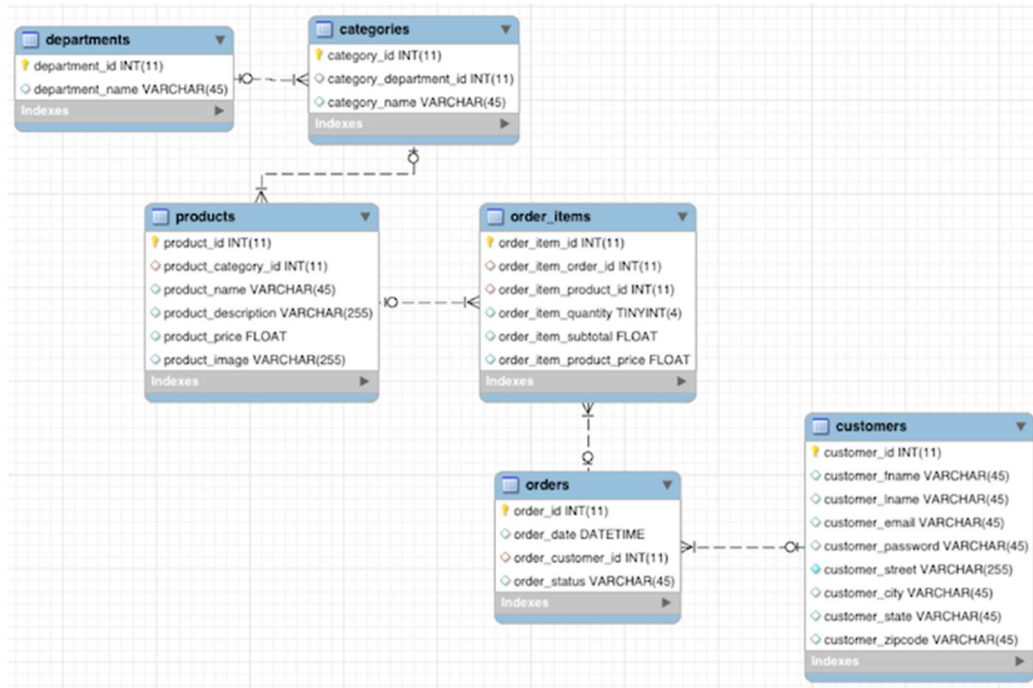 departments
department_id INT(11)
department_name VARCHAR(45)
Indexes
categories
category_id INT(11)
category_department_id INT(11)
category_name VARCHAR(45)
Indexes
products
product_id INT(11)
product_category_id INT(11)
product_name VARCHAR(45)
product_description VARCHAR(255)
product_price FLOAT
product_image VARCHAR(255)
Indexes
order_items
order_item_id INT(11)
order_item_order_id INT(11)
order_item_product_id INT(11)
order_item_quantity TINYINT(4)
order_item_subtotal FLOAT
order_item_product_price FLOAT
Indexes
orders
order_id INT(11)
order_date DATETIME
order_customer_id INT(11)
order_status VARCHAR(45)
Indexes
customers
customer_id INT(11)
customer_fname VARCHAR(45)
customer_lname VARCHAR(45)
customer_email VARCHAR(45)
customer_password VARCHAR(45)
customer_street VARCHAR(255)
customer_city VARCHAR(45)
customer_state VARCHAR(45)
customer_zipcode VARCHAR(45)
Indexes